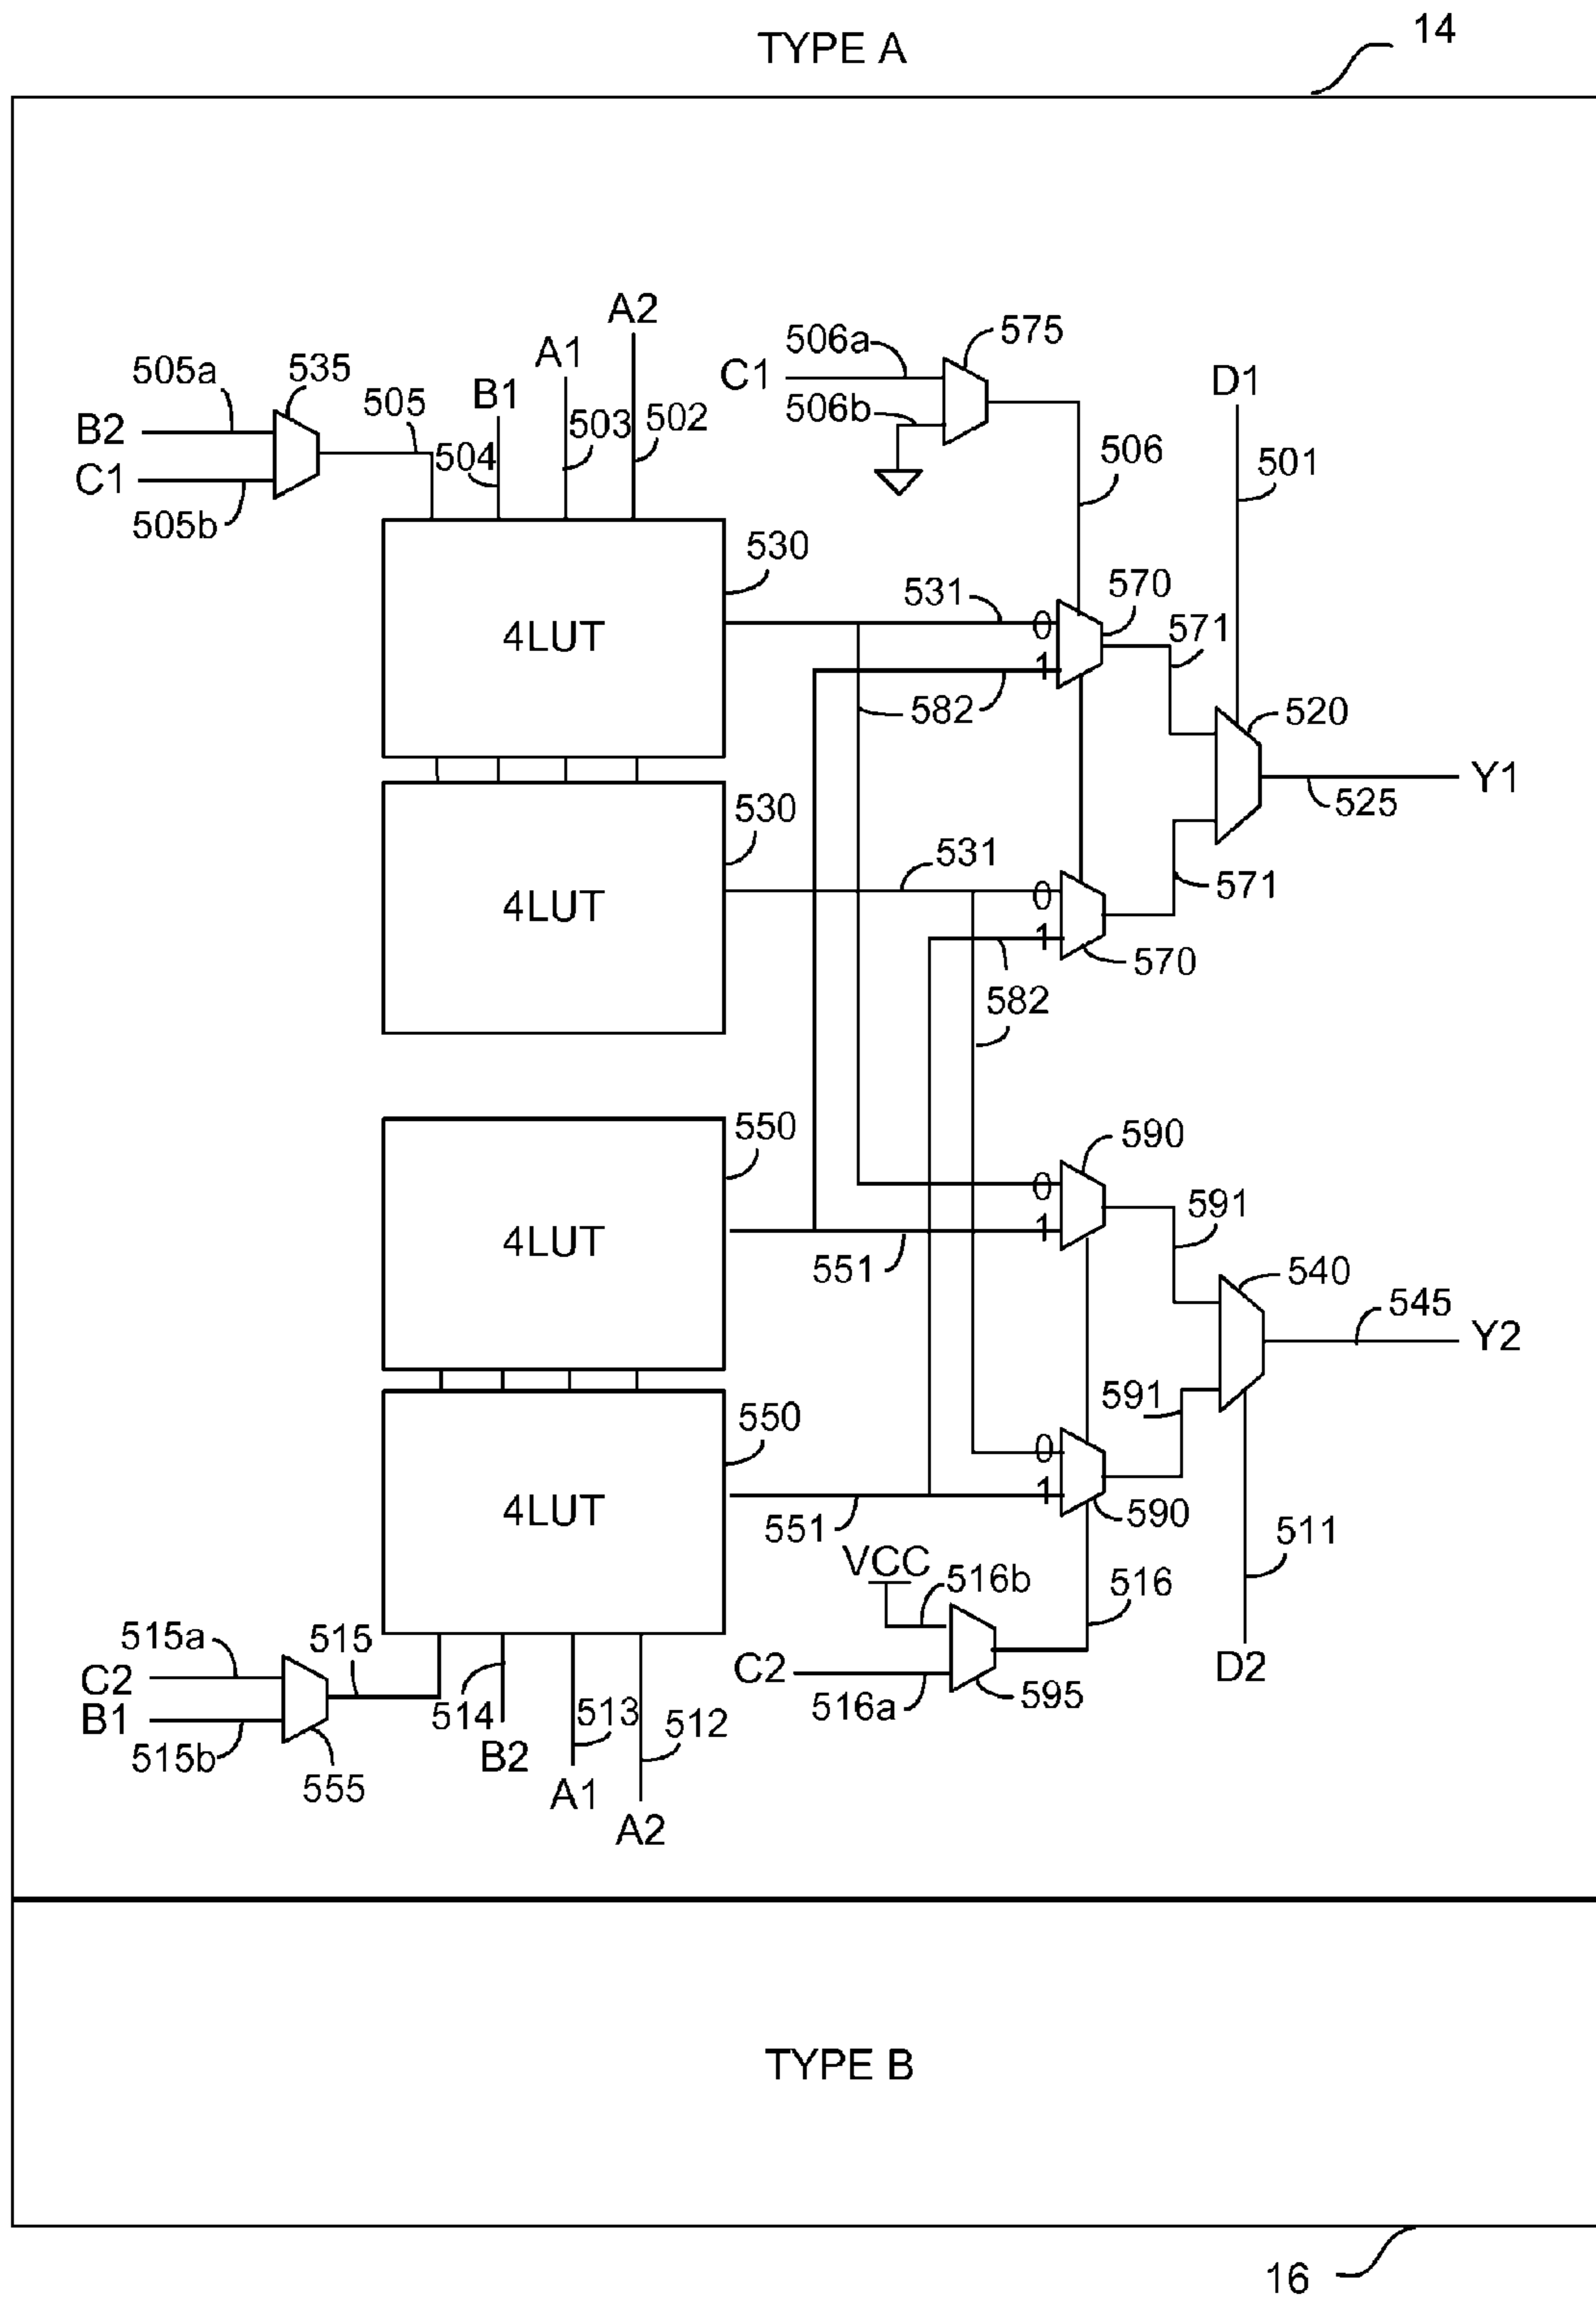 TYPE A
14
A2
575
506a
A1
C1
D1
505a
535
505
B1
506b
B2
503
502
504
506
501
C1
505b
530
531
570
571
4LUT
0
1
582
520
Y1
525
530
531
571
4LUT
0
1
570
582
550
590
591
4LUT
0
1
551
540
545
Y2
591
550
0
4LUT
1
590
551
511
VCC
516b
516
515a
515
C2
C2
D2
B1
514
513
512
516a
595
515b
B2
555
A1
A2
TYPE B
16